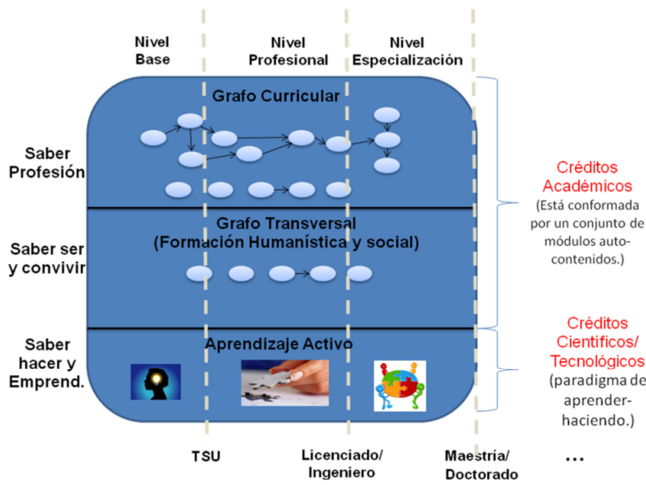 Nivel
Base
Nivel
Profesional
Nivel
Especialización
Grafo Curricular
Saber
Profesión
Créditos
Académicos
(Está conformada
por un conjunto de
módulos auto-
contenidos.)
Grafo Transversal
(Formación Humanística y social)
Saber ser
y convivir
Saber
hacer y
Emprend.
Aprendizaje Activo
Créditos
Científicos/
Tecnológicos
(paradigma de
aprender-
haciendo.)
TSU
Licenciado/
Ingeniero
Maestría/
Doctorado
...